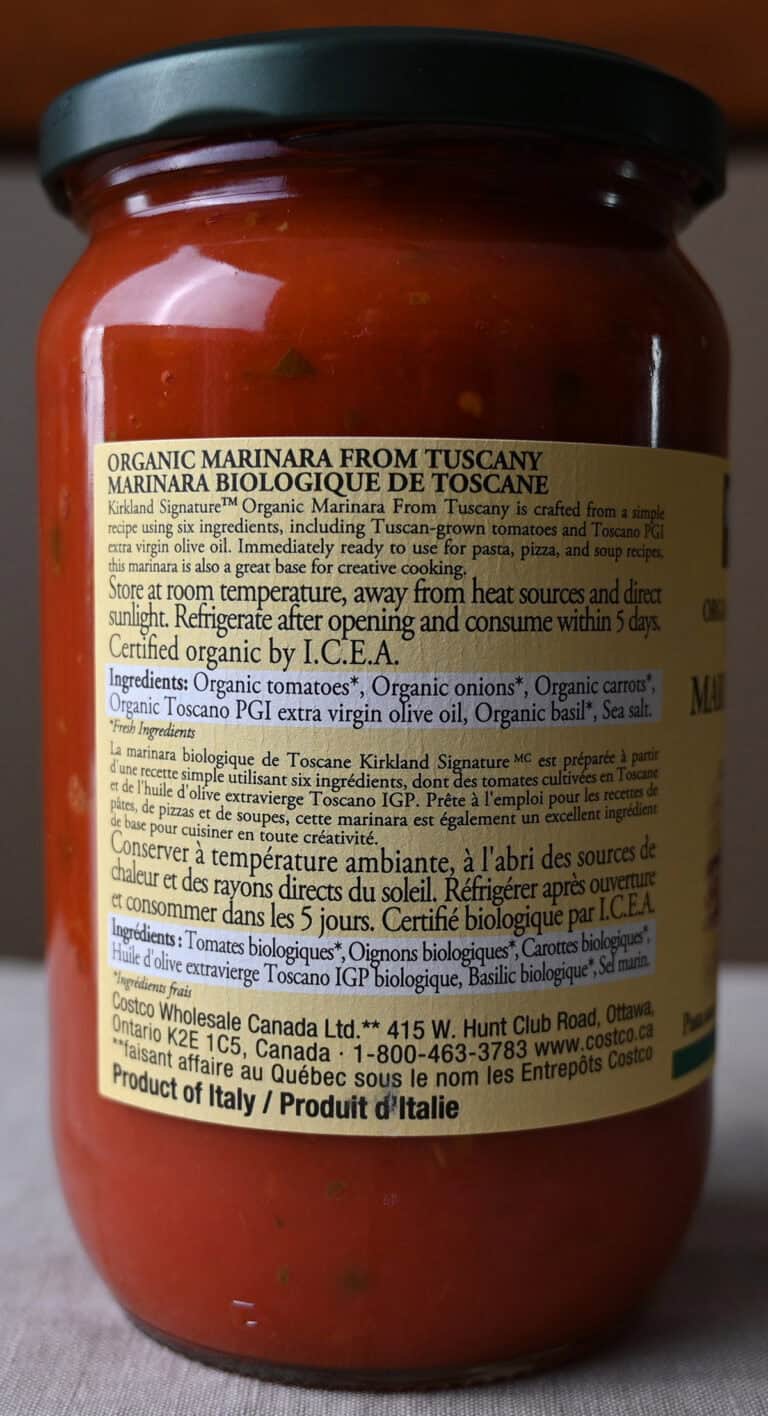 ORGANIC MARINARA FROM TUSCANY
MARINARA BIOLOGIQUE DE TOSCANE
Kirkland Signature™ Organic Marinara From Tuscany is crafted from a simple
recipe using six ingredients, including Tuscan-grown tomatoes and Toscano PGI
extra virgin olive oil. Immediately ready to use for pasta, pizza, and soup recipes,
this marinara is also a great base for creative cooking.
Store at room temperature, away from heat sources and direct
sunlight. Refrigerate after opening and consume within 5 days.
Certified organic by I.C.E.A.
Ingredients: Organic tomatoes*, Organic onions*, Organic carrots*,
Organic Toscano PGI extra virgin olive oil, Organic basil*, Sea salt.
*Fresh Ingredients
La marinara biologique de Toscane Kirkland Signature MC est préparée à partir
d'une recette simple utilisant six ingrédients, dont des tomates cultivées en Toscane
et de l'huile d'olive extravierge Toscano IGP. Prête à l'emploi pour les recettes de
pâtes, de pizzas et de soupes, cette marinara est également un excellent ingrédient
de base pour cuisiner en toute créativité.
Conserver à température ambiante, à l'abri des sources de
chaleur et des rayons directs du soleil. Réfrigérer après ouverture
et consommer dans les 5 jours. Certifié biologique par I.C.E.A.
Ingrédients : Tomates biologiques*, Oignons biologiques*, Carottes biologiques*,
Huile d'olive extravierge Toscano IGP biologique, Basilic biologique*, Sel marin.
*Ingrédients frais
Costco Wholesale Canada Ltd.** 415 W. Hunt Club Road, Ottawa,
Ontario K2E 1C5, Canada · 1-800-463-3783 www.costco.ca
**faisant affaire au Québec sous le nom les Entrepôts Costco
Product of Italy / Produit d'Italie